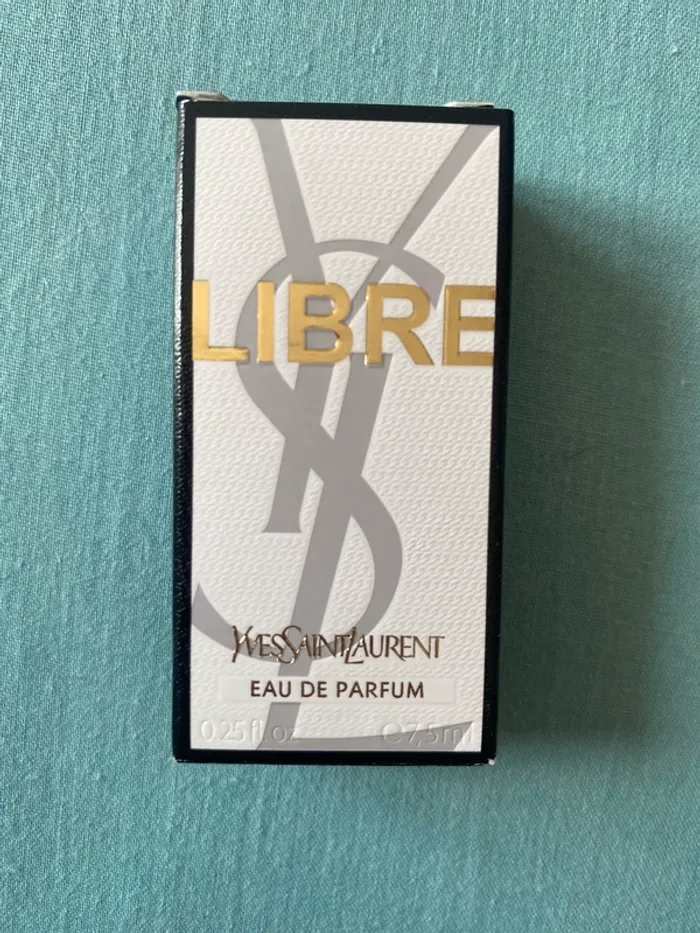 LIBRE
YVESSAINTLAURENT
EAU DE PARFUM
0.25 fl. oz ℮7,5 ml